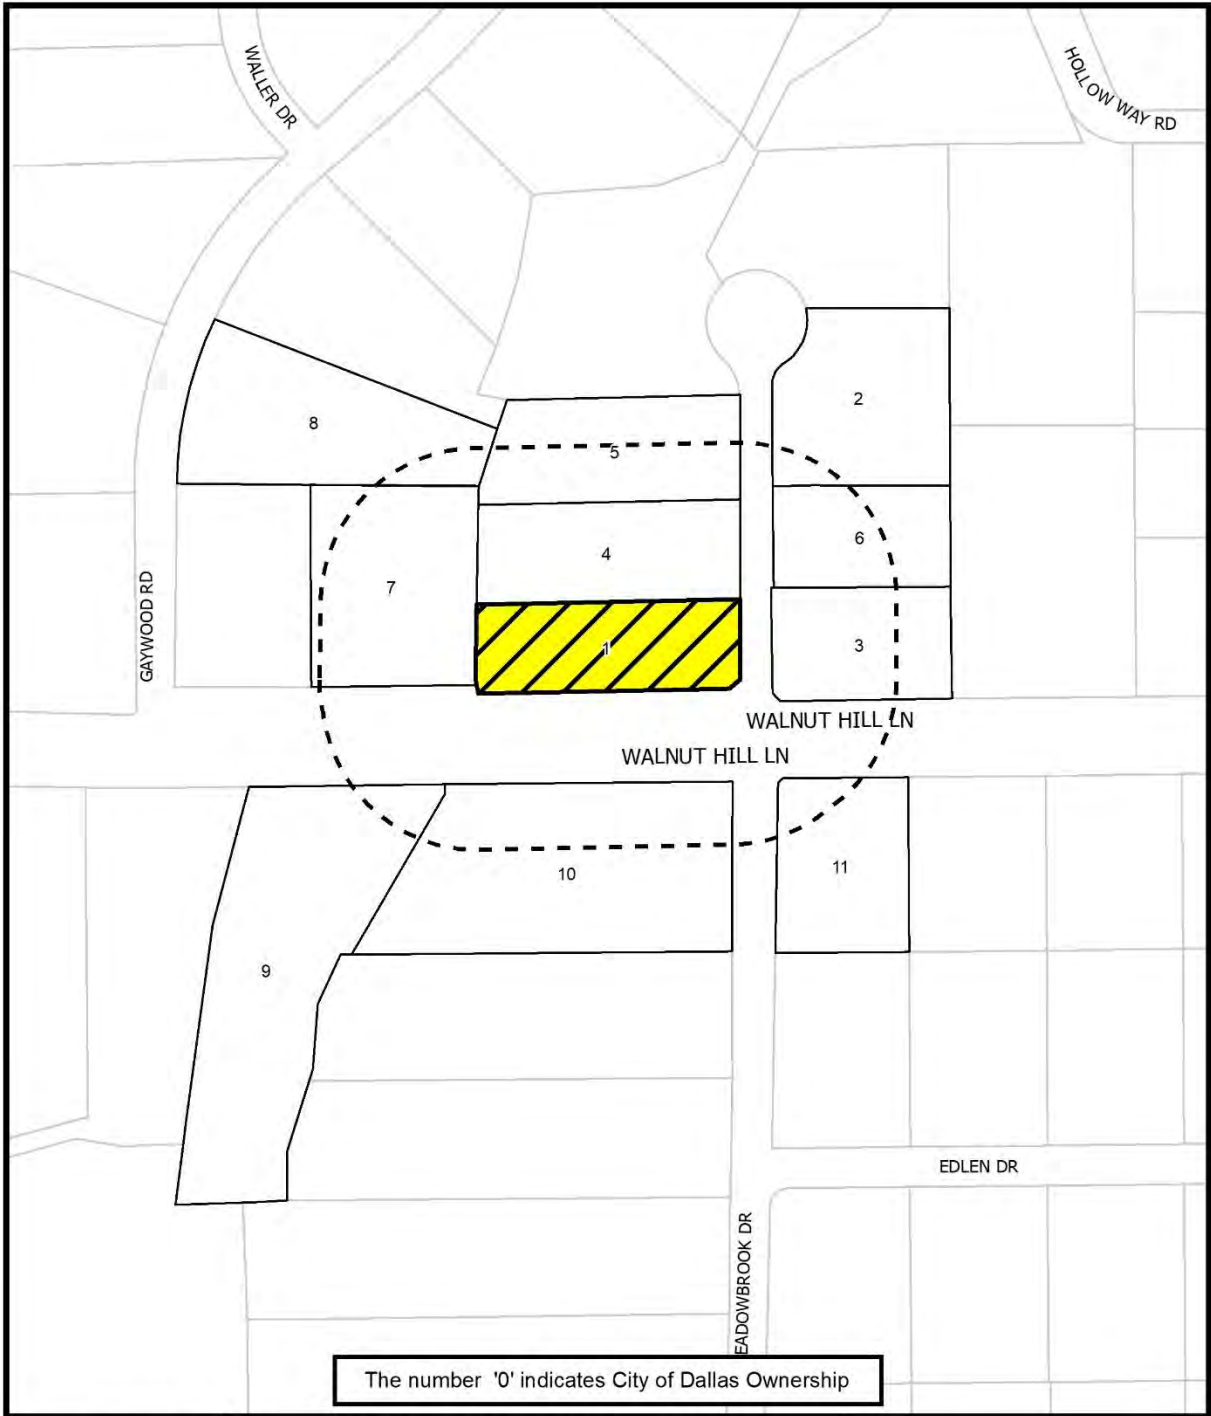 WALLER DR
HOLLOW WAY RD
2
8
5
6
4
7
GAYWOOD RD
1
3
WALNUT HILL LN
WALNUT HILL LN
10
11
9
EDLEN DR
EADOWBROOK DR
The number '0' indicates City of Dallas Ownership